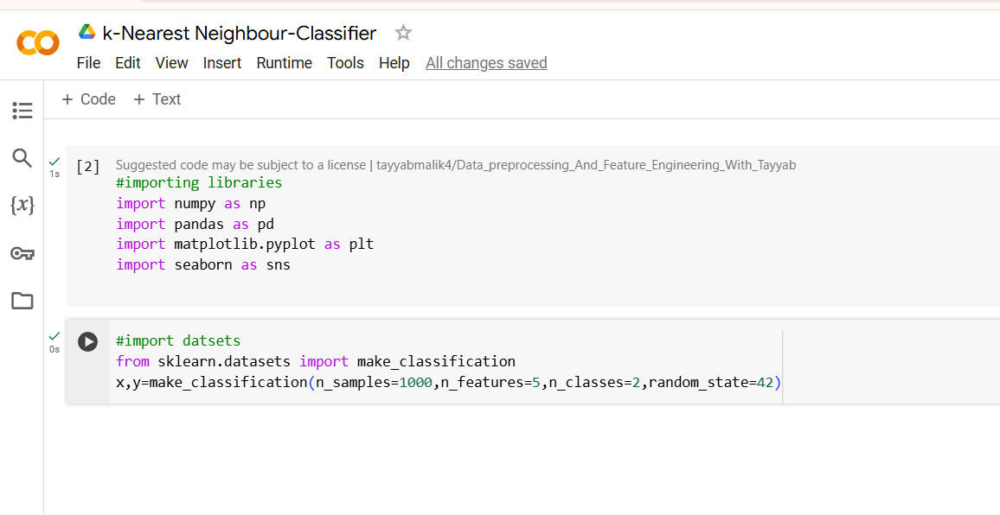 k-Nearest Neighbour-Classifier
File Edit View Insert Runtime Tools Help All changes saved
+ Code + Text
[2] Suggested code may be subject to a license | tayyabmalik4/Data_preprocessing_And_Feature_Engineering_With_Tayyab
1s
#importing libraries
import numpy as np
import pandas as pd
import matplotlib.pyplot as plt
import seaborn as sns
{x}
0s
#import datsets
from sklearn.datasets import make_classification
x,y=make_classification(n_samples=1000,n_features=5,n_classes=2,random_state=42)